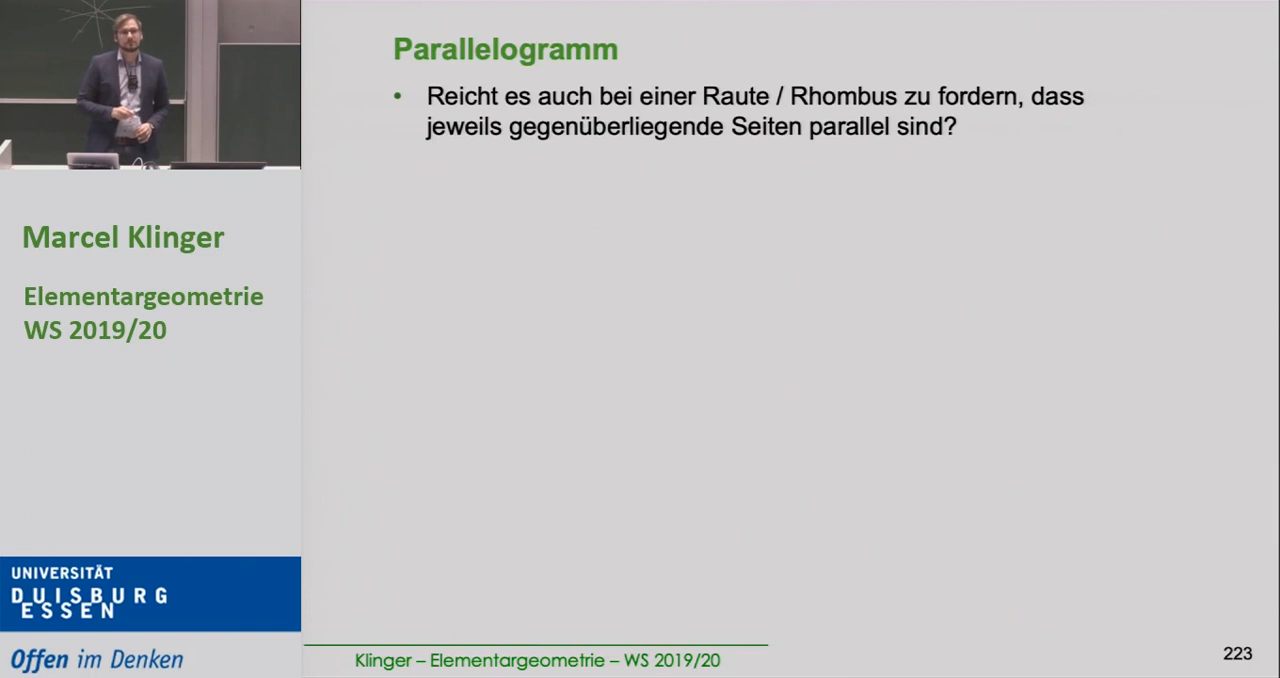 Parallelogramm
• Reicht es auch bei einer Raute / Rhombus zu fordern, dass
jeweils gegenüberliegende Seiten parallel sind?
Marcel Klinger
Elementargeometrie
WS 2019/20
UNIVERSITÄT
DUISBURG
ESSEN
Offen im Denken
Klinger – Elementargeometrie – WS 2019/20
223